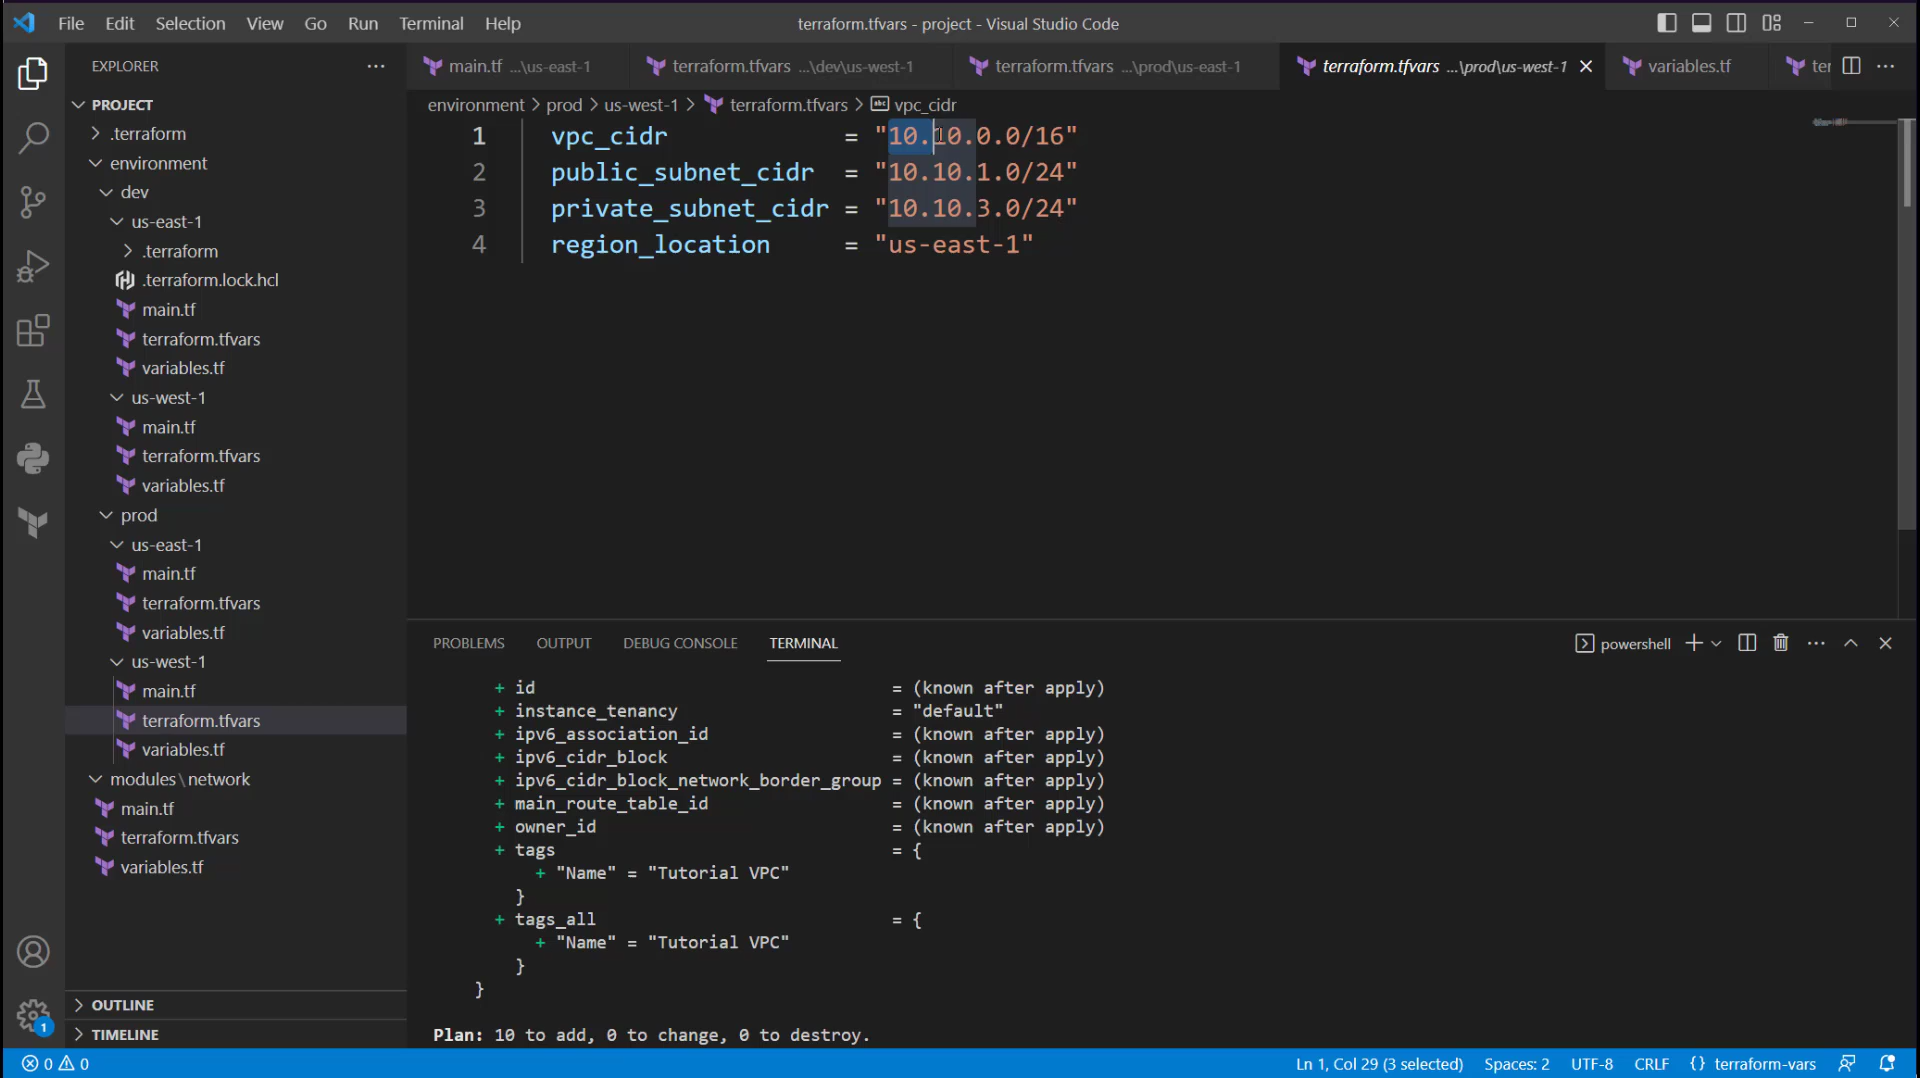 File Edit Selection View Go Run Terminal Help
terraform.tfvars - project - Visual Studio Code
EXPLORER
PROJECT
.terraform
environment
dev
us-east-1
.terraform
.terraform.lock.hcl
main.tf
terraform.tfvars
variables.tf
us-west-1
main.tf
terraform.tfvars
variables.tf
prod
us-east-1
main.tf
terraform.tfvars
variables.tf
us-west-1
main.tf
terraform.tfvars
variables.tf
modules\network
main.tf
terraform.tfvars
variables.tf
OUTLINE
TIMELINE
main.tf ...\us-east-1
terraform.tfvars ...\dev\us-west-1
terraform.tfvars ...\prod\us-east-1
terraform.tfvars ...\prod\us-west-1
variables.tf
ter
environment > prod > us-west-1 > terraform.tfvars > vpc_cidr
1 vpc_cidr = "10.10.0.0/16"
2 public_subnet_cidr = "10.10.1.0/24"
3 private_subnet_cidr = "10.10.3.0/24"
4 region_location = "us-east-1"
PROBLEMS OUTPUT DEBUG CONSOLE TERMINAL
powershell
+ id = (known after apply)
+ instance_tenancy = "default"
+ ipv6_association_id = (known after apply)
+ ipv6_cidr_block = (known after apply)
+ ipv6_cidr_block_network_border_group = (known after apply)
+ main_route_table_id = (known after apply)
+ owner_id = (known after apply)
+ tags = {
+ "Name" = "Tutorial VPC"
}
+ tags_all = {
+ "Name" = "Tutorial VPC"
}
}
Plan: 10 to add, 0 to change, 0 to destroy.
1
0 0
Ln 1, Col 29 (3 selected) Spaces: 2 UTF-8 CRLF {} terraform-vars